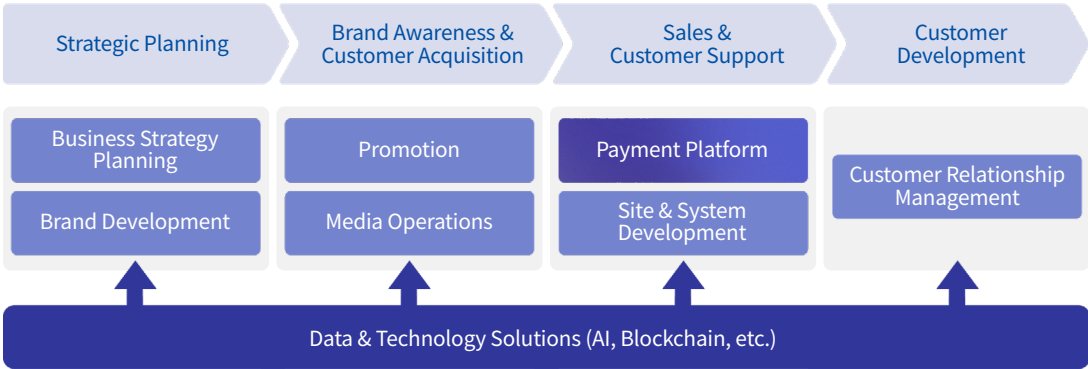 Strategic Planning
Brand Awareness &
Customer Acquisition
Sales &
Customer Support
Customer
Development
Business Strategy
Planning
Brand Development
Promotion
Media Operations
Payment Platform
Site & System
Development
Customer Relationship
Management
Data & Technology Solutions (AI, Blockchain, etc.)